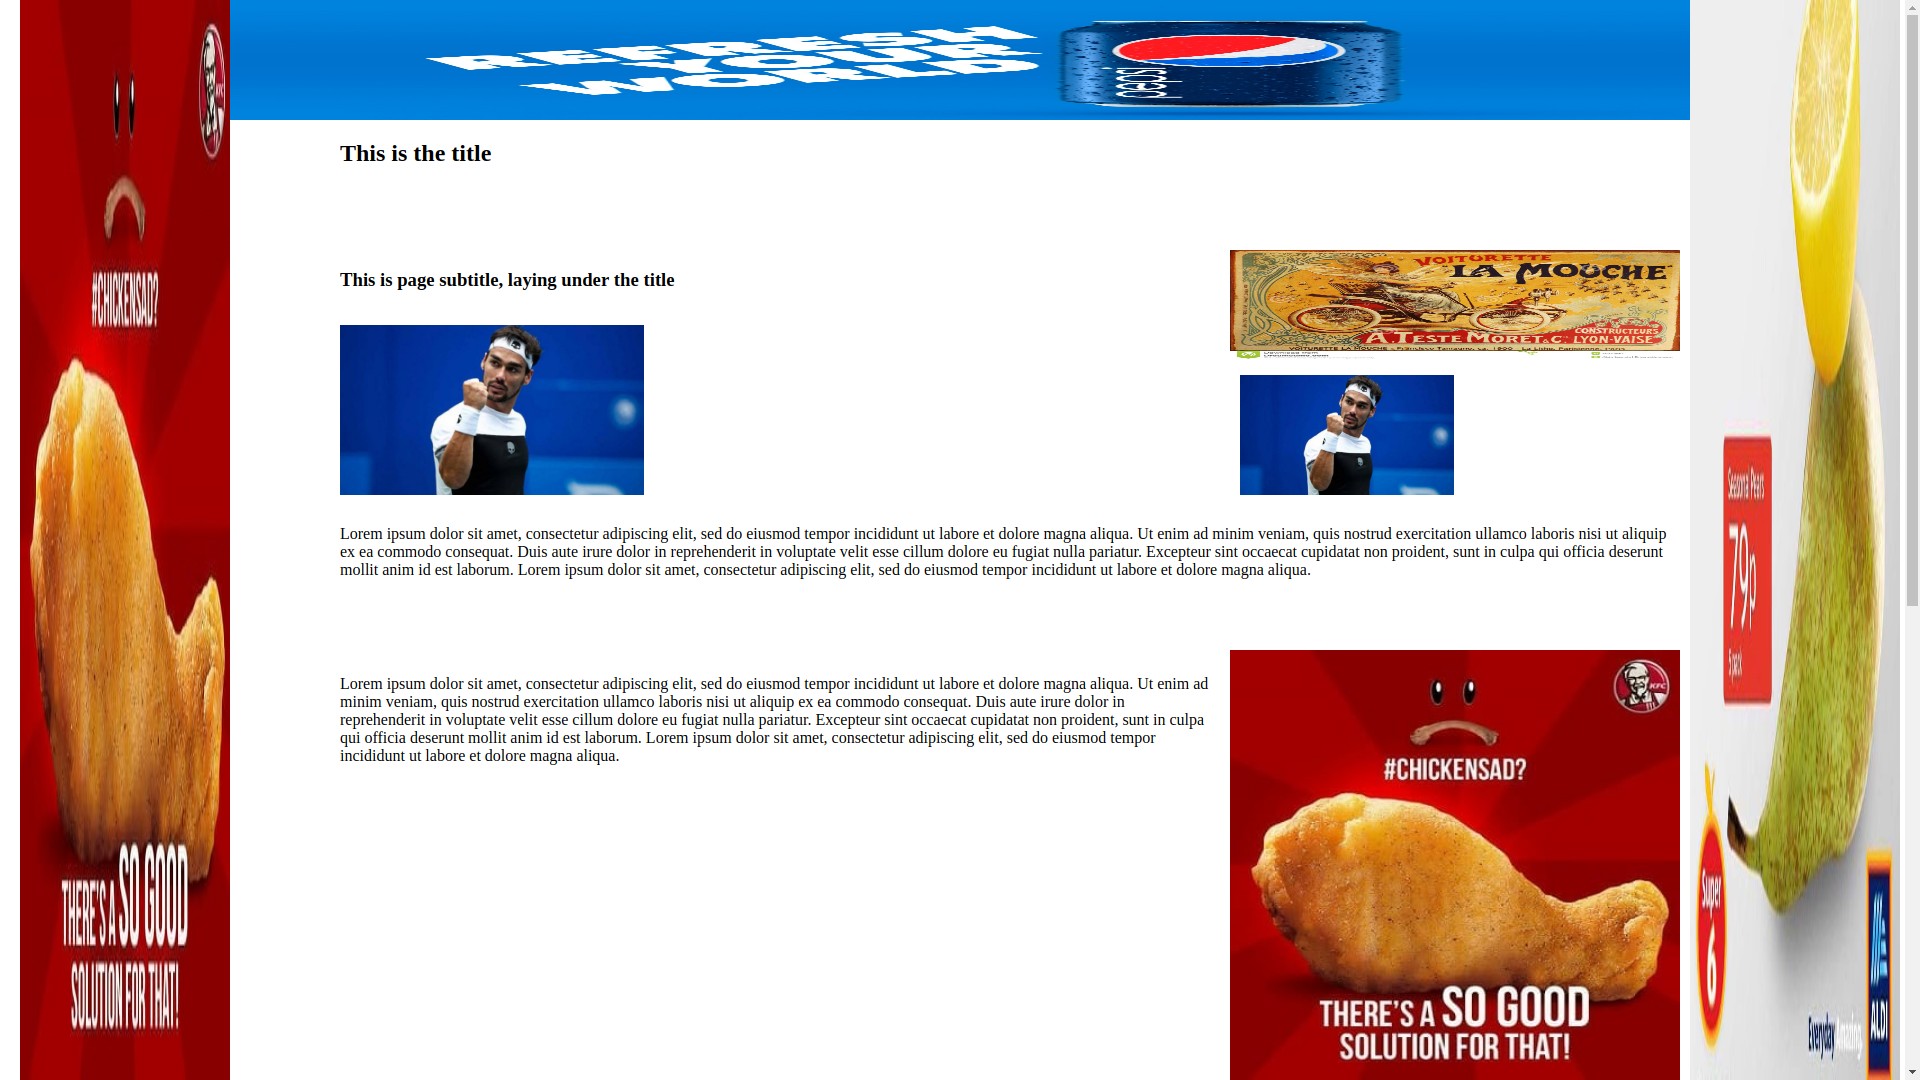 REFRESH
YOUR
WORLD
pepsi
KFC
#CHICKENSAD?
THERE'S A SO GOOD
SOLUTION FOR THAT!
This is the title
This is page subtitle, laying under the title
VOITURETTE
LA MOUCHE
CONSTRUCTEURS
A. TESTE MORET & C. LYON-VAISE
Lorem ipsum dolor sit amet, consectetur adipiscing elit, sed do eiusmod tempor incididunt ut labore et dolore magna aliqua. Ut enim ad minim veniam, quis nostrud exercitation ullamco laboris nisi ut aliquip
ex ea commodo consequat. Duis aute irure dolor in reprehenderit in voluptate velit esse cillum dolore eu fugiat nulla pariatur. Excepteur sint occaecat cupidatat non proident, sunt in culpa qui officia deserunt
mollit anim id est laborum. Lorem ipsum dolor sit amet, consectetur adipiscing elit, sed do eiusmod tempor incididunt ut labore et dolore magna aliqua.
Lorem ipsum dolor sit amet, consectetur adipiscing elit, sed do eiusmod tempor incididunt ut labore et dolore magna aliqua. Ut enim ad
minim veniam, quis nostrud exercitation ullamco laboris nisi ut aliquip ex ea commodo consequat. Duis aute irure dolor in
reprehenderit in voluptate velit esse cillum dolore eu fugiat nulla pariatur. Excepteur sint occaecat cupidatat non proident, sunt in culpa
qui officia deserunt mollit anim id est laborum. Lorem ipsum dolor sit amet, consectetur adipiscing elit, sed do eiusmod tempor
incididunt ut labore et dolore magna aliqua.
KFC
#CHICKENSAD?
THERE'S A SO GOOD
SOLUTION FOR THAT!
Seasonal Pears
79p
5 pack
Super
6
Everyday Amazing.
ALDI